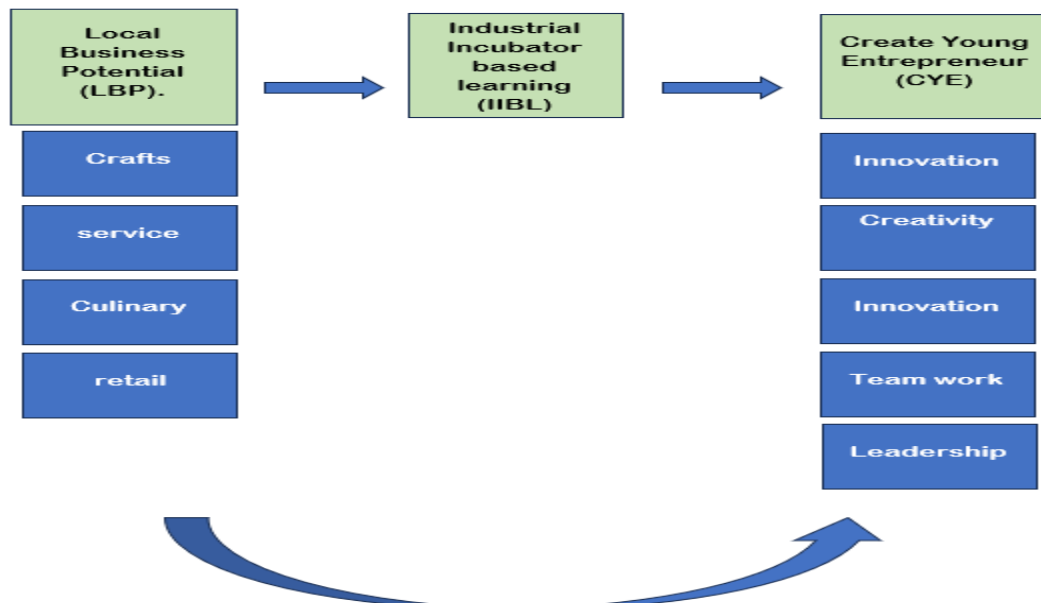 Local
Business
Potential
(LBP).
Crafts
service
Culinary
retail
Industrial
Incubator
based
learning
(IIBL)
Create Young
Entrepreneur
(CYE)
Innovation
Creativity
Innovation
Team work
Leadership